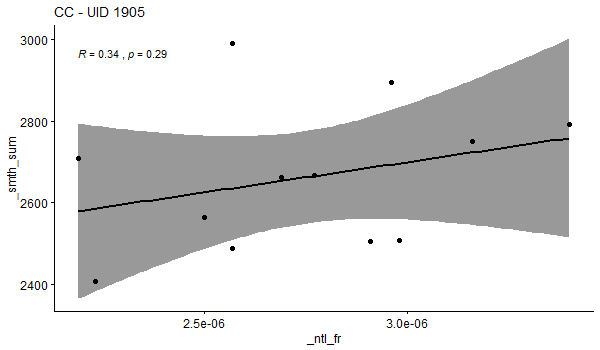 CC - UID 1905
R = 0.34 , p = 0.29
3000
2800
2600
2400
_smth_sum
2.5e-06
3.0e-06
_ntl_fr